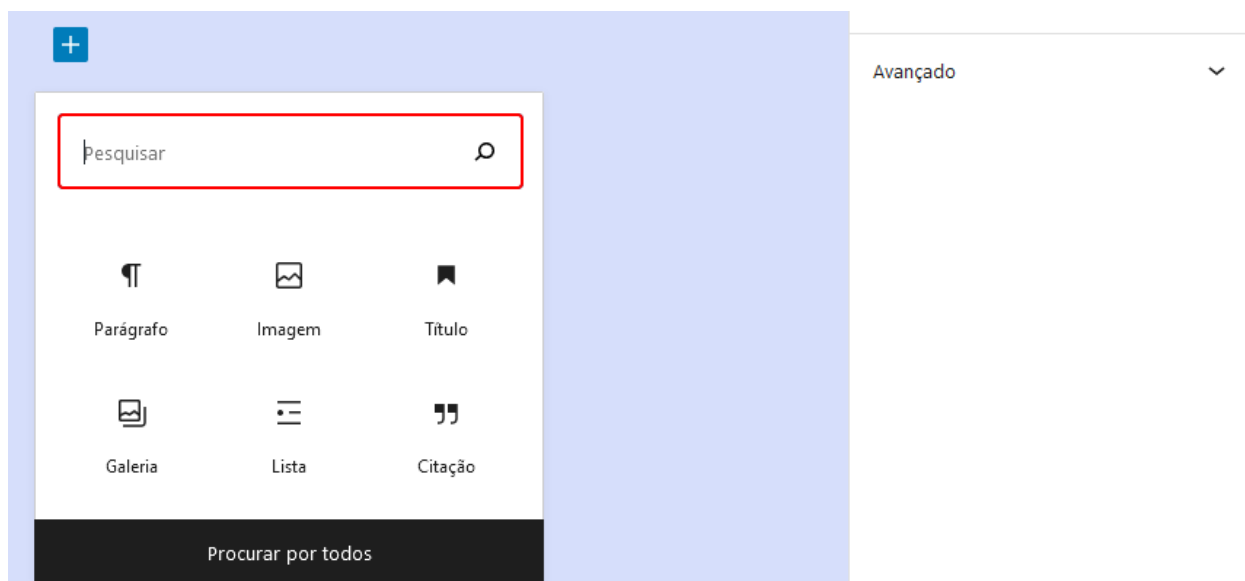 Avançado
Pesquisar
Parágrafo Imagem Título
Galeria Lista Citação
Procurar por todos